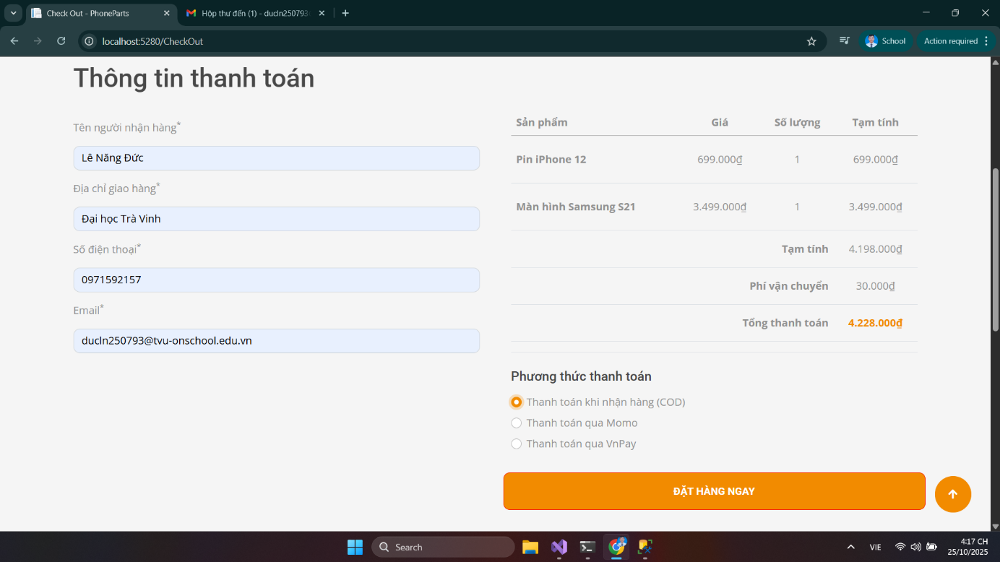 Check Out - PhoneParts
Hộp thư đến (1) - ducln250793
localhost:5280/CheckOut
School
Action required
Thông tin thanh toán
Tên người nhận hàng*
Lê Năng Đức
Địa chỉ giao hàng*
Đại học Trà Vinh
Số điện thoại*
0971592157
Email*
ducln250793@tvu-onschool.edu.vn
Sản phẩm Giá Số lượng Tạm tính
Pin iPhone 12 699.000₫ 1 699.000₫
Màn hình Samsung S21 3.499.000₫ 1 3.499.000₫
Tạm tính 4.198.000₫
Phí vận chuyển 30.000₫
Tổng thanh toán 4.228.000₫
Phương thức thanh toán
Thanh toán khi nhận hàng (COD)
Thanh toán qua Momo
Thanh toán qua VnPay
ĐẶT HÀNG NGAY
Search
VIE
4:17 CH
25/10/2025